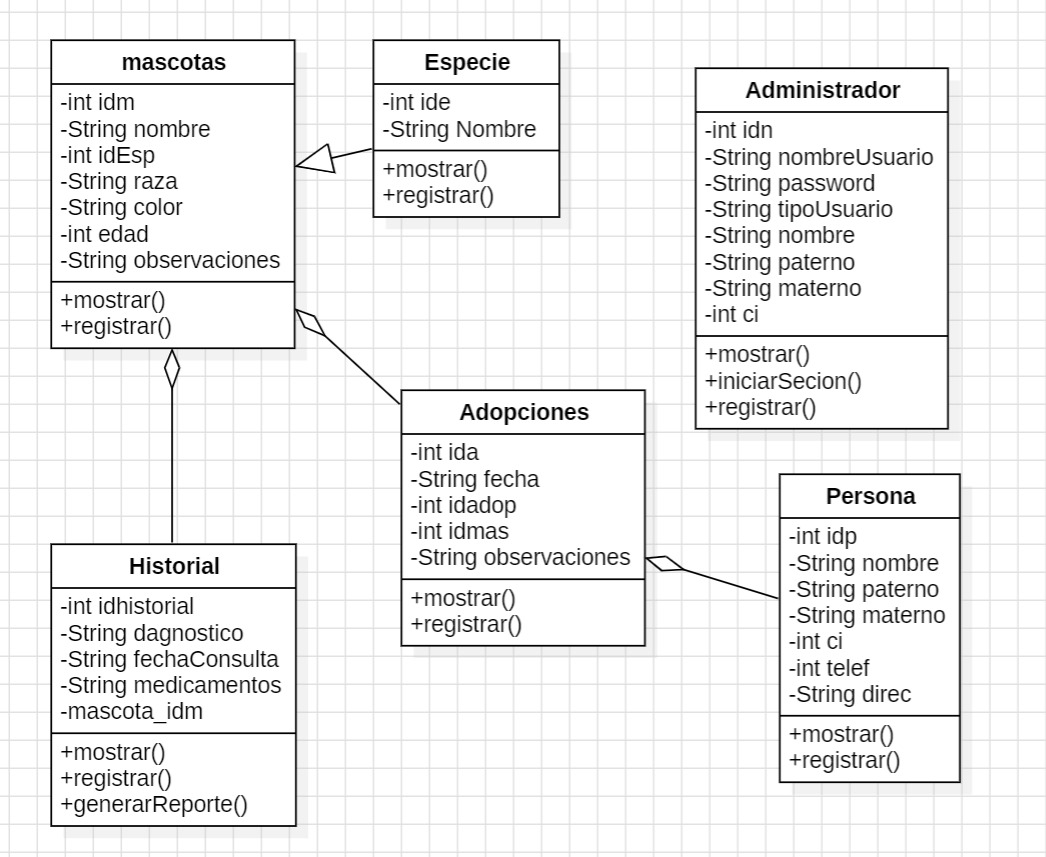 mascotas
-int idm
-String nombre
-int idEsp
-String raza
-String color
-int edad
-String observaciones
+mostrar()
+registrar()
Especie
-int ide
-String Nombre
+mostrar()
+registrar()
Administrador
-int idn
-String nombreUsuario
-String password
-String tipoUsuario
-String nombre
-String paterno
-String materno
-int ci
+mostrar()
+iniciarSecion()
+registrar()
Adopciones
-int ida
-String fecha
-int idadop
-int idmas
-String observaciones
+mostrar()
+registrar()
Persona
-int idp
-String nombre
-String paterno
-String materno
-int ci
-int telef
-String direc
+mostrar()
+registrar()
Historial
-int idhistorial
-String dagnostico
-String fechaConsulta
-String medicamentos
-mascota_idm
+mostrar()
+registrar()
+generarReporte()